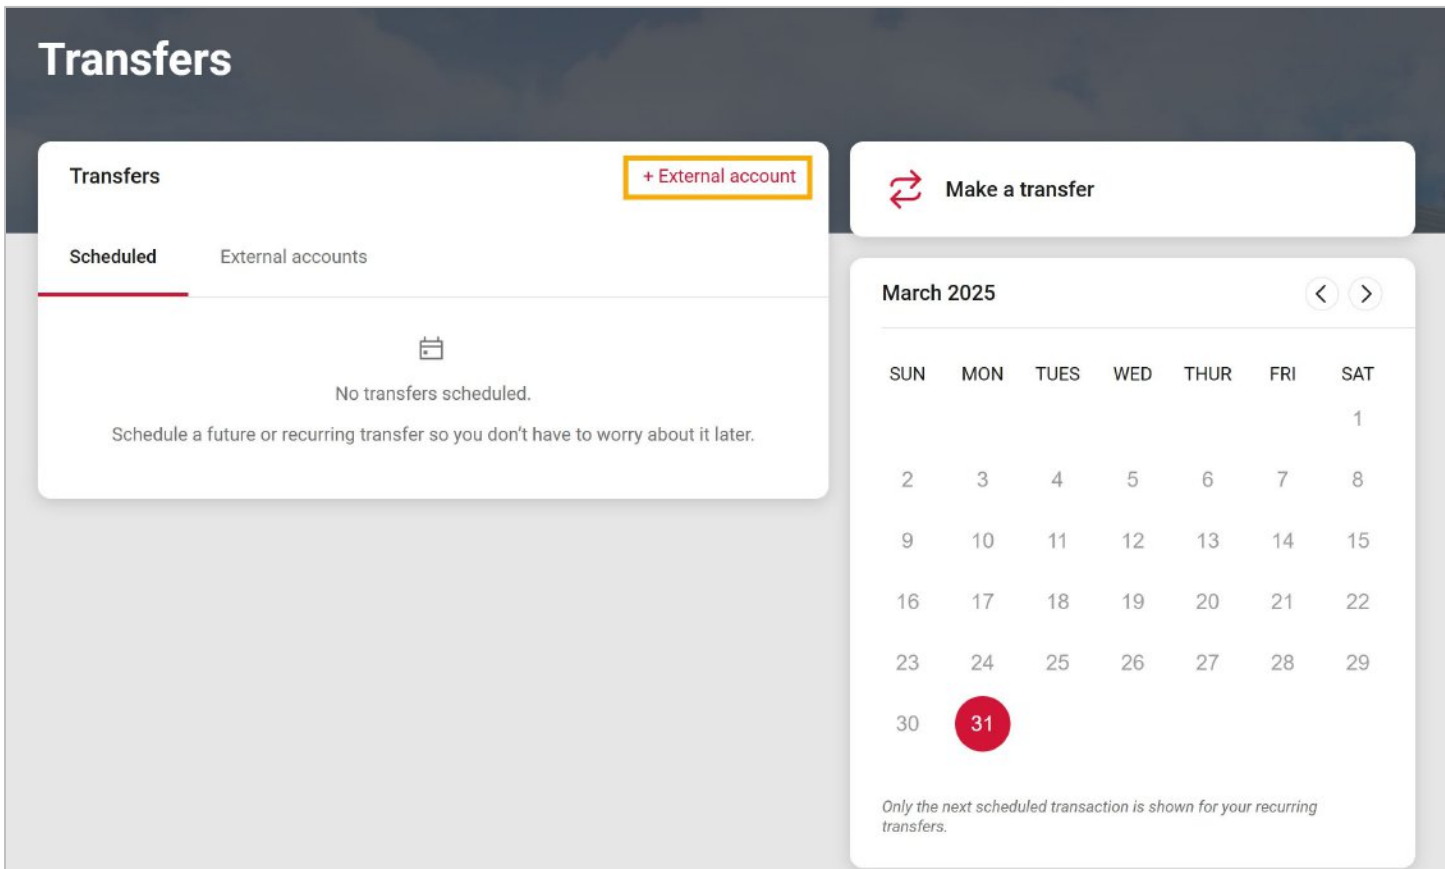 Transfers
Transfers
+ External account
Scheduled External accounts
No transfers scheduled.
Schedule a future or recurring transfer so you don't have to worry about it later.
Make a transfer
March 2025
SUN MON TUES WED THUR FRI SAT
1
2 3 4 5 6 7 8
9 10 11 12 13 14 15
16 17 18 19 20 21 22
23 24 25 26 27 28 29
30 31
Only the next scheduled transaction is shown for your recurring
transfers.